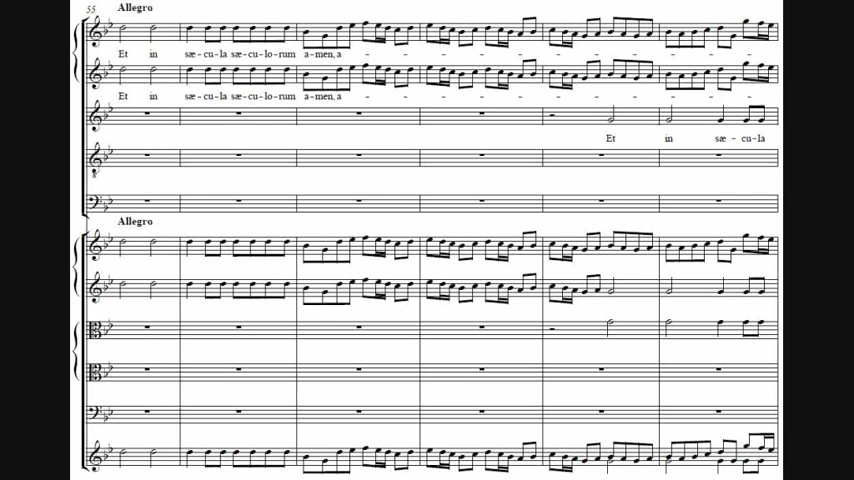 Allegro
55
Et in sæ-cu-la sæ-cu-lo-rum a-men, a - - - - - - - - - -
Et in sæ-cu-la sæ-cu-lo-rum a-men, a - - - - - - - - - -
Et in sæ-cu-la
8
Allegro